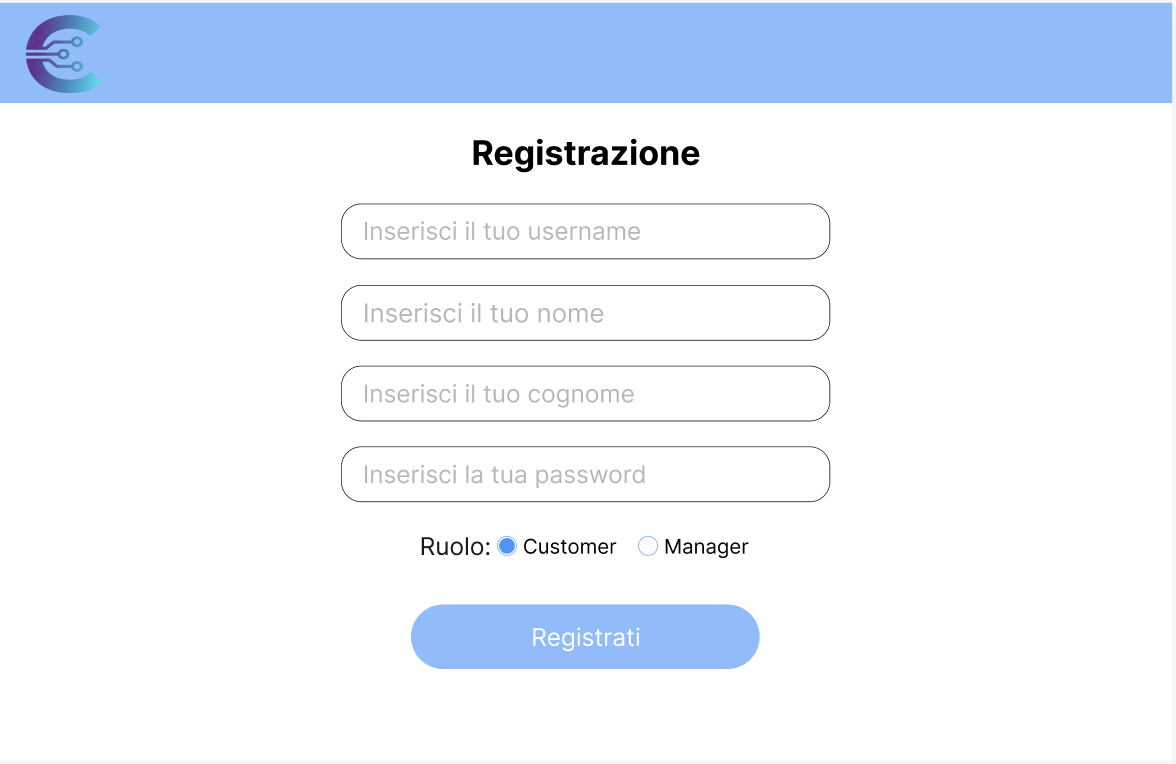 Registrazione
Inserisci il tuo username
Inserisci il tuo nome
Inserisci il tuo cognome
Inserisci la tua password
Ruolo: Customer Manager
Registrati